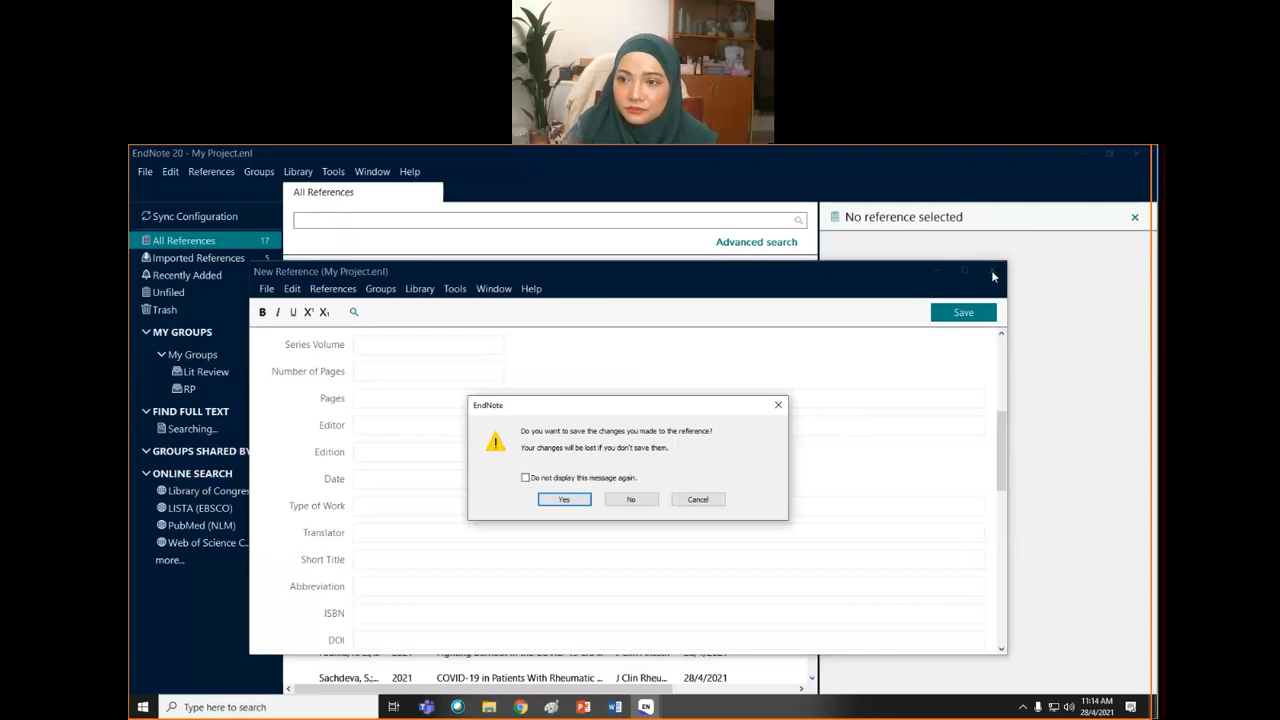 EndNote 20 - My Project.enl
File Edit References Groups Library Tools Window Help
All References
Sync Configuration
All References 17
Imported References 5
Recently Added
Unfiled
Trash
MY GROUPS
My Groups
Lit Review
RP
FIND FULL TEXT
Searching...
GROUPS SHARED BY
ONLINE SEARCH
Library of Congres
LISTA (EBSCO)
PubMed (NLM)
Web of Science C...
more...
Advanced search
No reference selected
New Reference (My Project.enl)
File Edit References Groups Library Tools Window Help
B I U X¹ X₁
Save
Series Volume
Number of Pages
Pages
Editor
Edition
Date
Type of Work
Translator
Short Title
Abbreviation
ISBN
DOI
EndNote
Do you want to save the changes you made to the reference?
Your changes will be lost if you don't save them.
Do not display this message again.
Yes No Cancel
Sachdeva, S.;... 2021 COVID-19 in Patients With Rheumatic ... J Clin Rheu... 28/4/2021
Type here to search
11:14 AM
28/4/2021